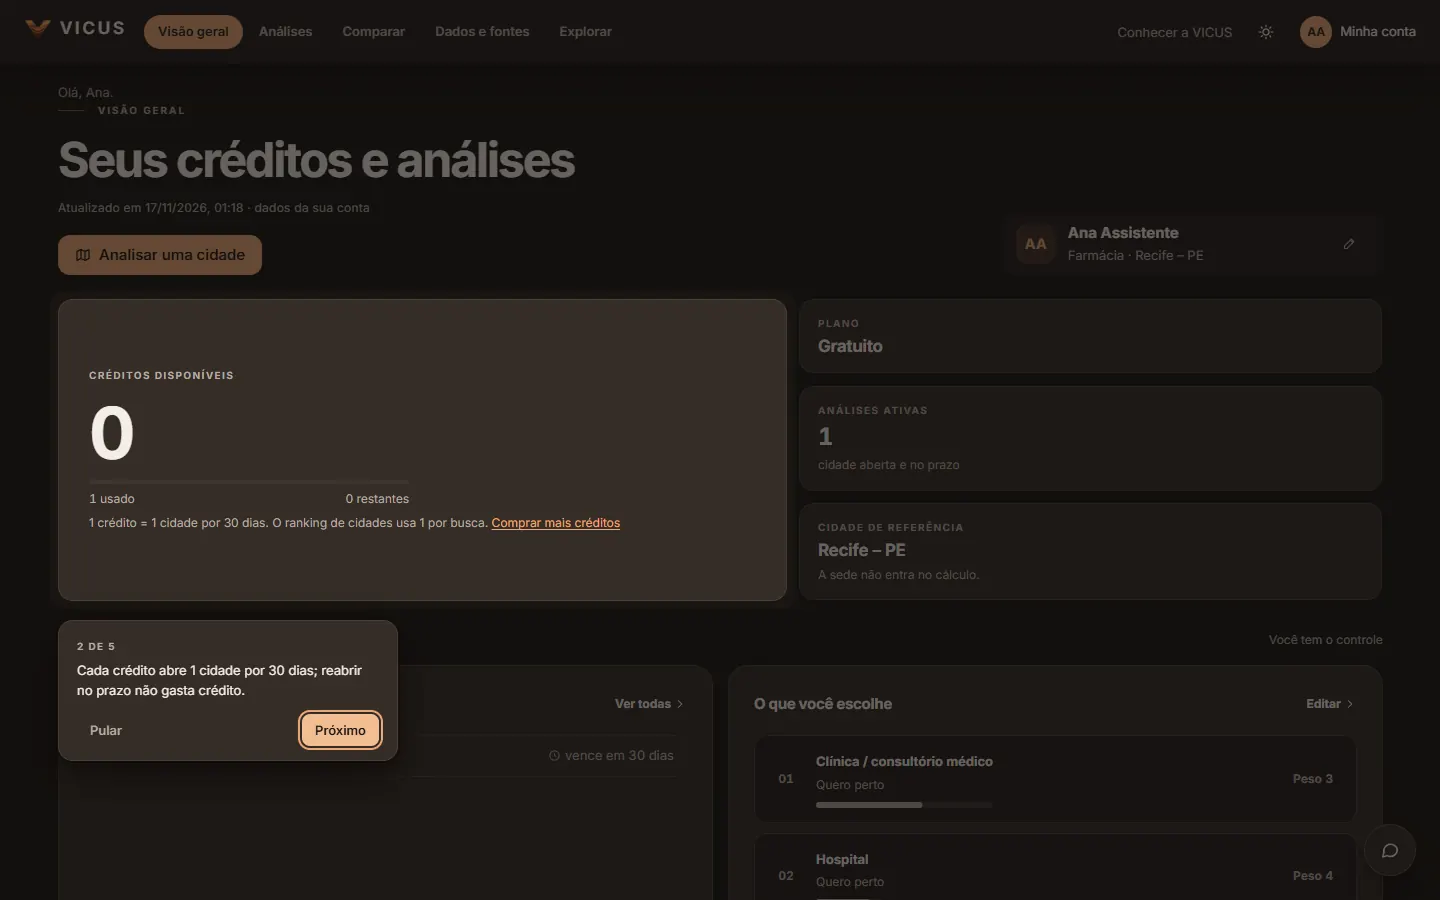 VICUS
Visão geral
Análises
Comparar
Dados e fontes
Explorar
Conhecer a VICUS
AA
Minha conta
Olá, Ana.
VISÃO GERAL
Seus créditos e análises
Atualizado em 17/11/2026, 01:18 · dados da sua conta
Analisar uma cidade
AA
Ana Assistente
Farmácia · Recife – PE
CRÉDITOS DISPONÍVEIS
0
1 usado
0 restantes
1 crédito = 1 cidade por 30 dias. O ranking de cidades usa 1 por busca. Comprar mais créditos
PLANO
Gratuito
ANÁLISES ATIVAS
1
cidade aberta e no prazo
CIDADE DE REFERÊNCIA
Recife – PE
A sede não entra no cálculo.
2 DE 5
Cada crédito abre 1 cidade por 30 dias; reabrir
no prazo não gasta crédito.
Pular
Próximo
Você tem o controle
Ver todas
vence em 30 dias
O que você escolhe
Editar
01
Clínica / consultório médico
Quero perto
Peso 3
02
Hospital
Quero perto
Peso 4